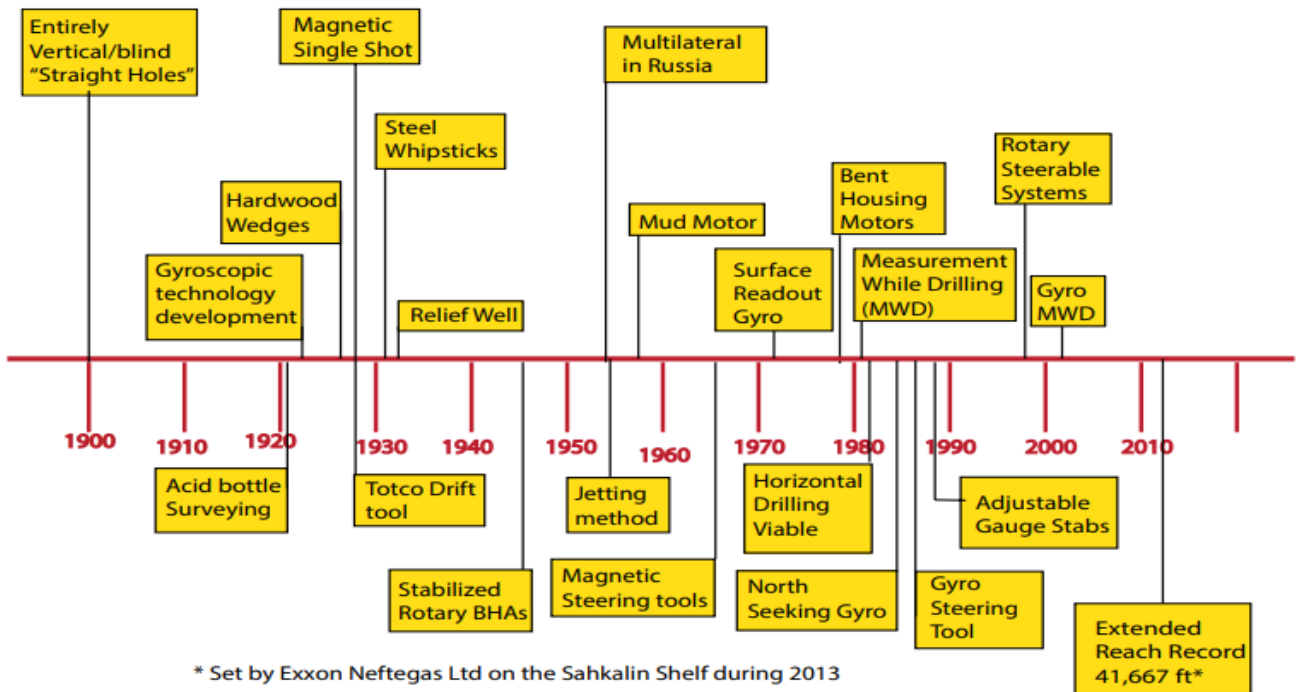 Entirely
Vertical/blind
“Straight Holes”
Magnetic
Single Shot
Multilateral
in Russia
Steel
Whipsticks
Rotary
Steerable
Systems
Hardwood
Wedges
Bent
Housing
Motors
Mud Motor
Gyroscopic
technology
development
Surface
Readout
Gyro
Measurement
While Drilling
(MWD)
Gyro
MWD
Relief Well
1900
1910
1920
1930
1940
1950
1960
1970
1980
1990
2000
2010
Acid bottle
Surveying
Totco Drift
tool
Jetting
method
Horizontal
Drilling
Viable
Adjustable
Gauge Stabs
Stabilized
Rotary BHAs
Magnetic
Steering tools
North
Seeking Gyro
Gyro
Steering
Tool
Extended
Reach Record
41,667 ft*
* Set by Exxon Neftegas Ltd on the Sahkalin Shelf during 2013